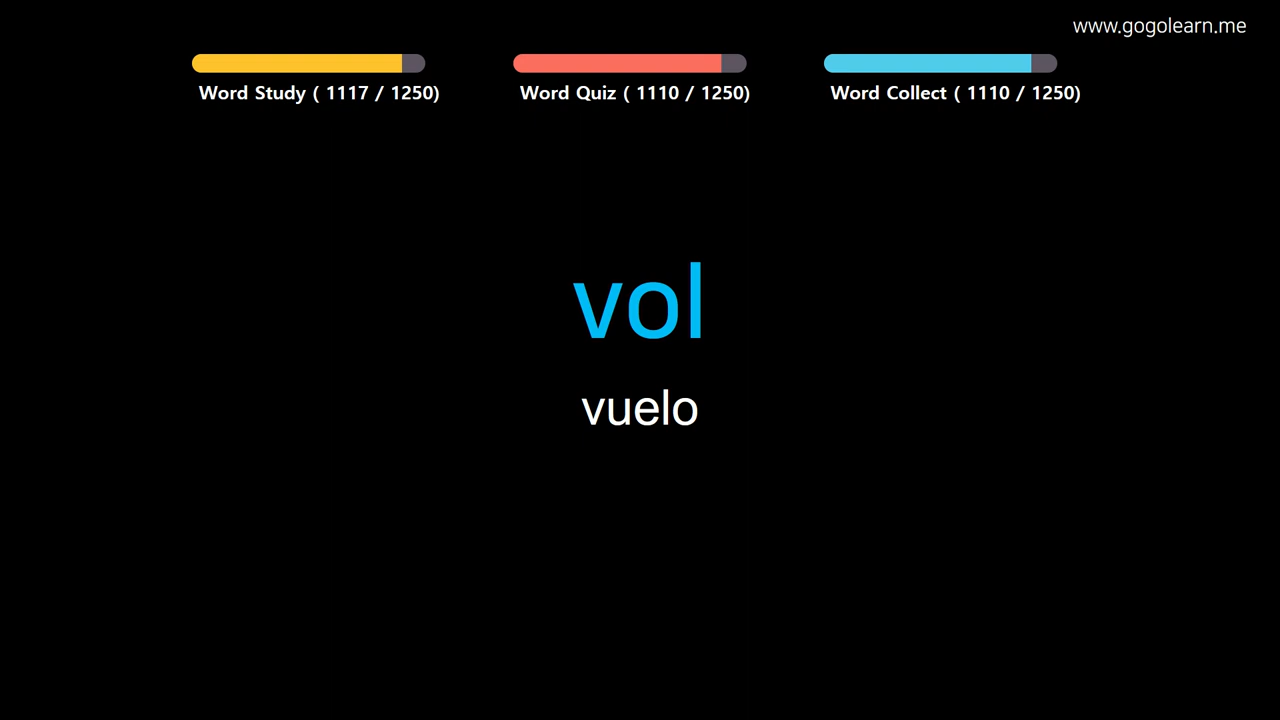 www.gogolearn.me
Word Study ( 1117 / 1250)
Word Quiz ( 1110 / 1250)
Word Collect ( 1110 / 1250)
vol
vuelo